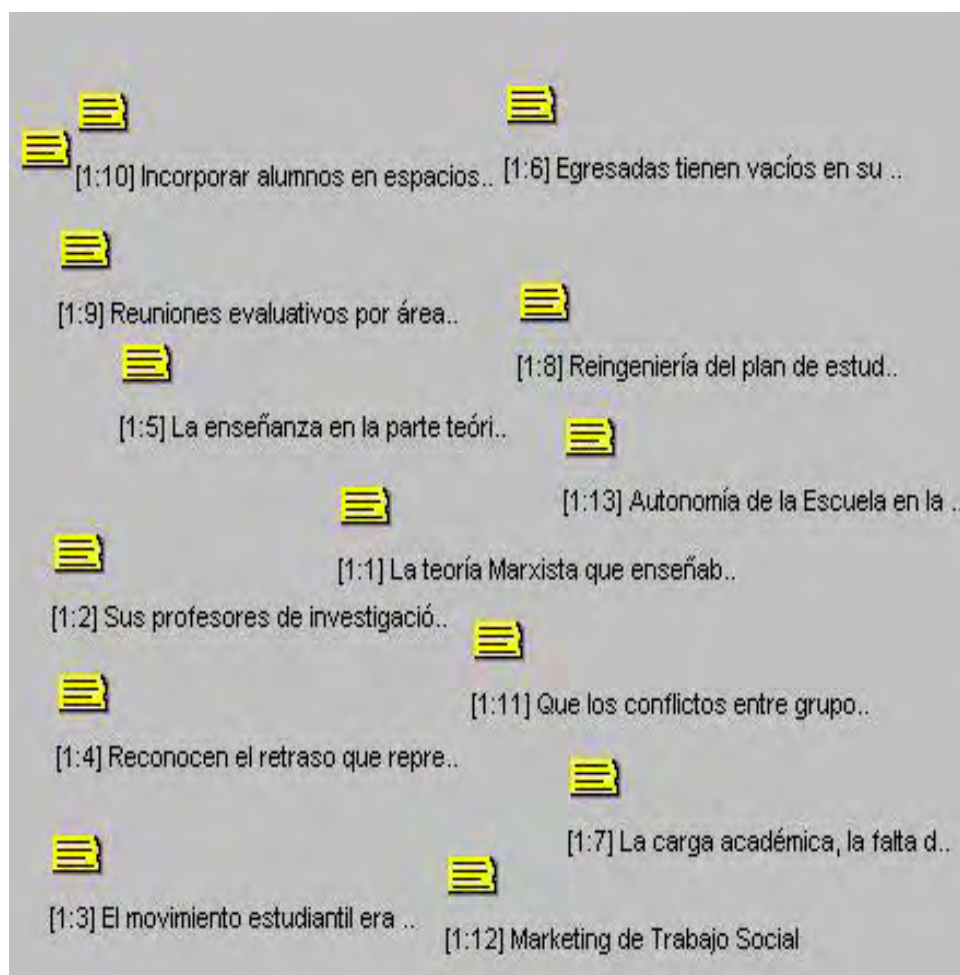 [1:10] Incorporar alumnos en espacios..
[1:6] Egresadas tienen vacíos en su ..
[1:9] Reuniones evaluativos por área..
[1:8] Reingeniería del plan de estud..
[1:5] La enseñanza en la parte teóri..
[1:13] Autonomía de la Escuela en la ..
[1:1] La teoría Marxista que enseñab..
[1:2] Sus profesores de investigació..
[1:11] Que los conflictos entre grupo..
[1:4] Reconocen el retraso que repre..
[1:7] La carga académica, la falta d..
[1:3] El movimiento estudiantil era ..
[1:12] Marketing de Trabajo Social